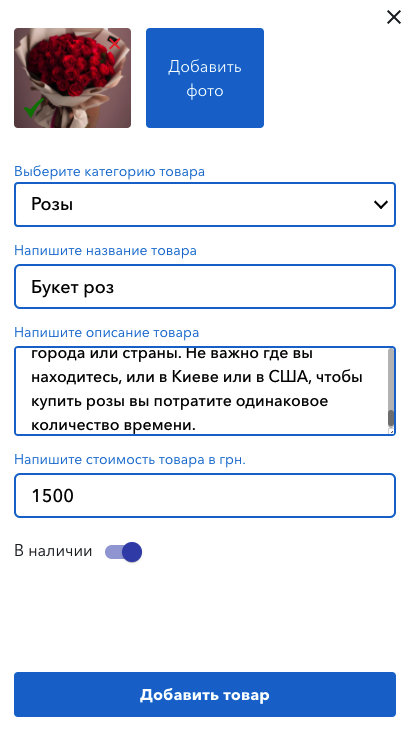 Добавить
фото
Выберите категорию товара
Розы
Напишите название товара
Букет роз
Напишите описание товара
города или страны. Не важно где вы
находитесь, или в Киеве или в США, чтобы
купить розы вы потратите одинаковое
количество времени.
Напишите стоимость товара в грн.
1500
В наличии
Добавить товар